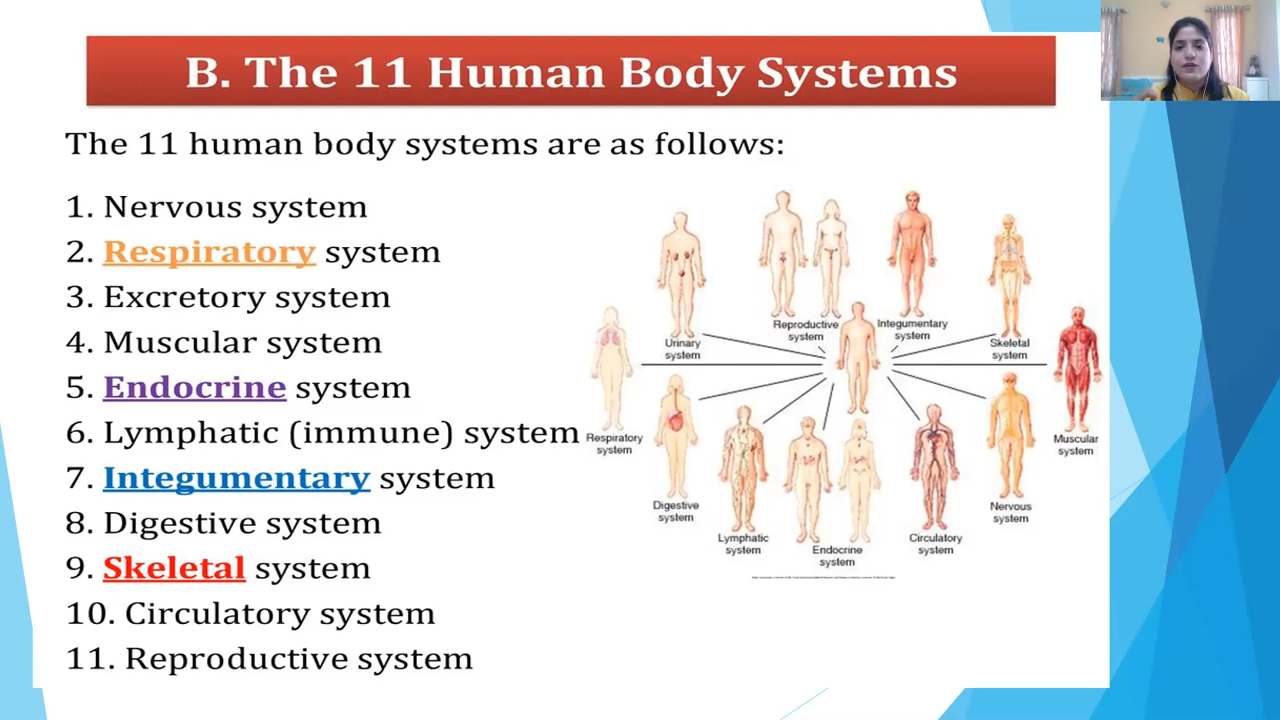 B. The 11 Human Body Systems
The 11 human body systems are as follows:
1. Nervous system
2. Respiratory system
3. Excretory system
4. Muscular system
5. Endocrine system
6. Lymphatic (immune) system
7. Integumentary system
8. Digestive system
9. Skeletal system
10. Circulatory system
11. Reproductive system
Urinary
system
Reproductive
system
Integumentary
system
Skeletal
system
Respiratory
system
Muscular
system
Digestive
system
Lymphatic
system
Endocrine
system
Circulatory
system
Nervous
system